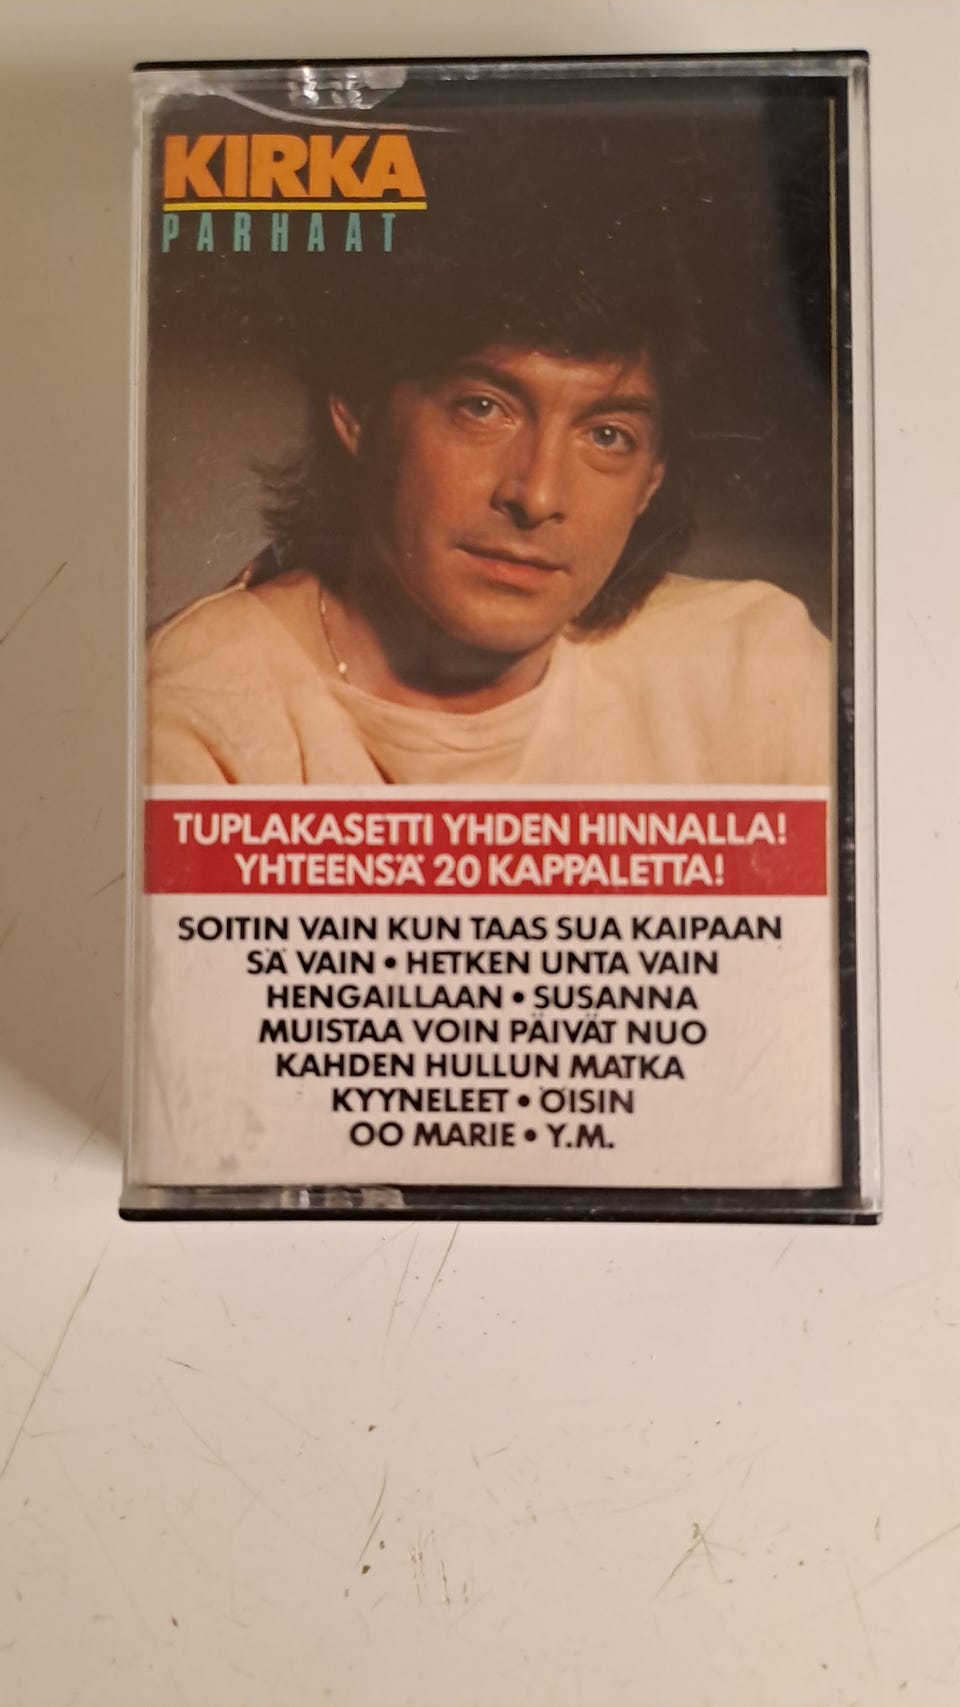 KIRKA
PARHAAT
TUPLAKASETTI YHDEN HINNALLA!
YHTEENSÄ 20 KAPPALETTA!
SOITIN VAIN KUN TAAS SUA KAIPAAN
SÄ VAIN • HETKEN UNTA VAIN
HENGAILLAAN • SUSANNA
MUISTAA VOIN PÄIVÄT NUO
KAHDEN HULLUN MATKA
KYYNELEET • ÖISIN
OO MARIE • Y.M.